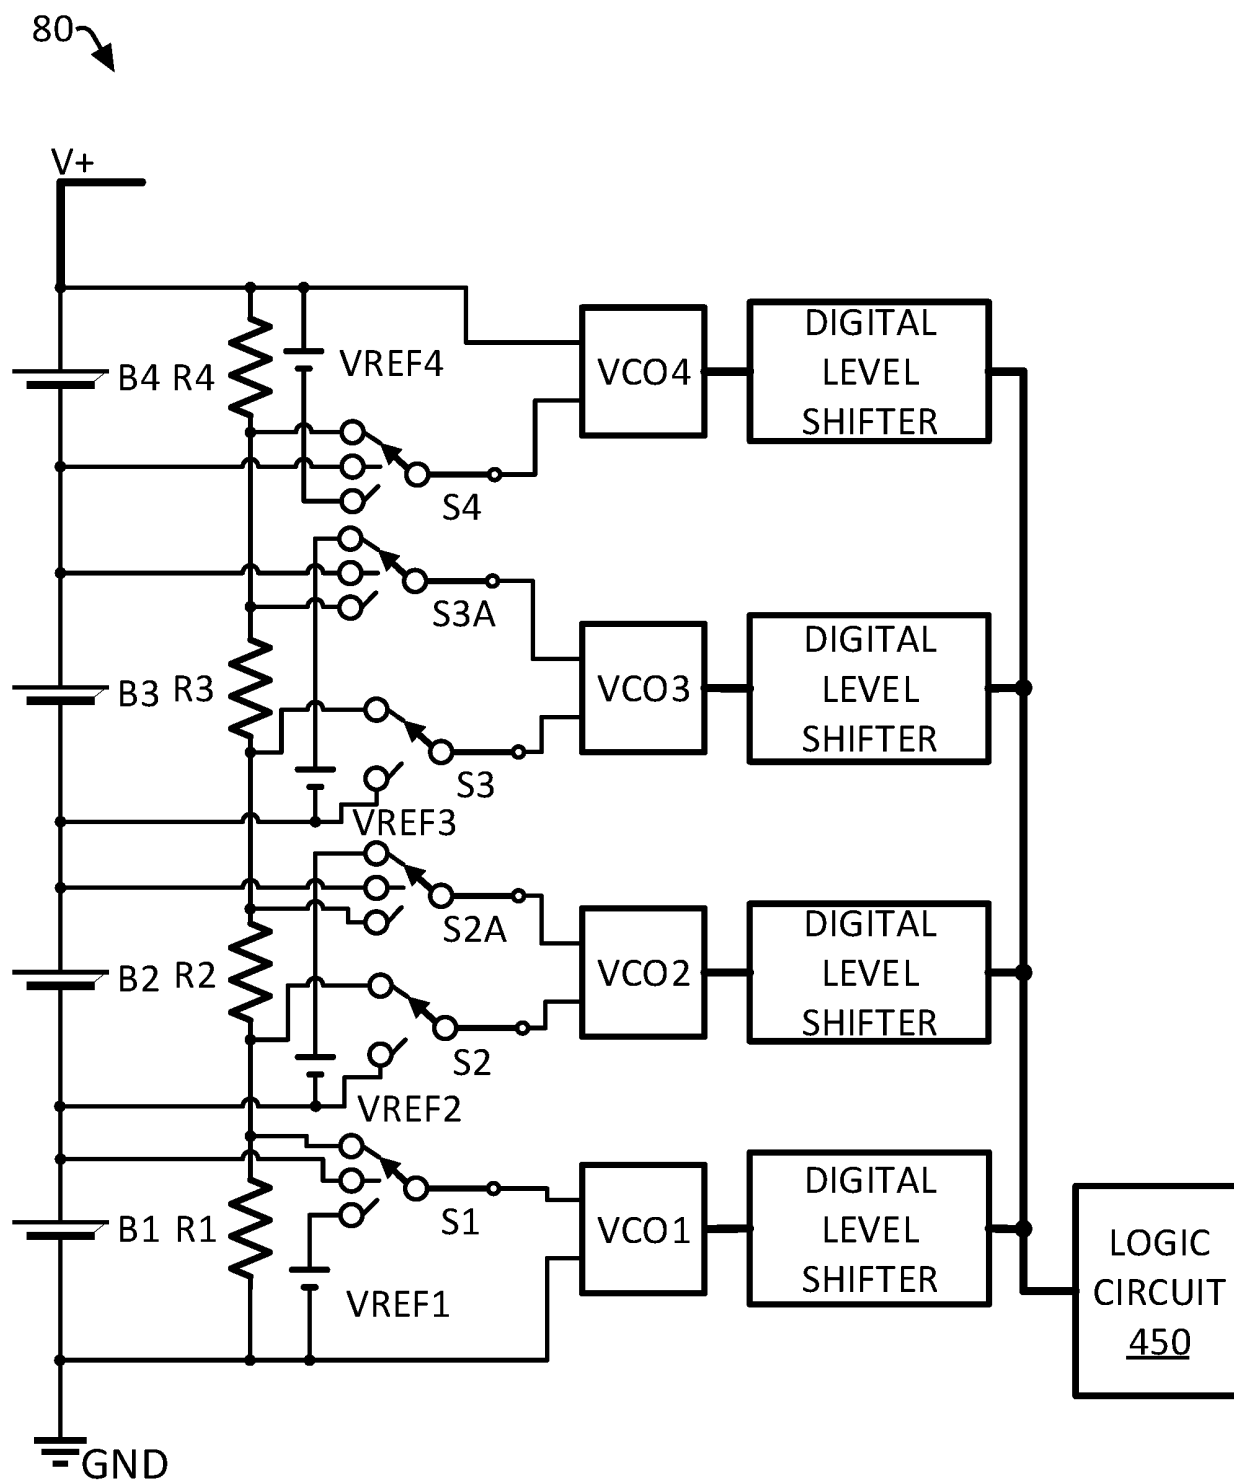 80
V+
B4 R4
VREF4
S4
VCO4
DIGITAL
LEVEL
SHIFTER
S3A
B3 R3
S3
VREF3
VCO3
DIGITAL
LEVEL
SHIFTER
S2A
B2 R2
S2
VREF2
VCO2
DIGITAL
LEVEL
SHIFTER
B1 R1
S1
VREF1
VCO1
DIGITAL
LEVEL
SHIFTER
LOGIC
CIRCUIT
450
GND